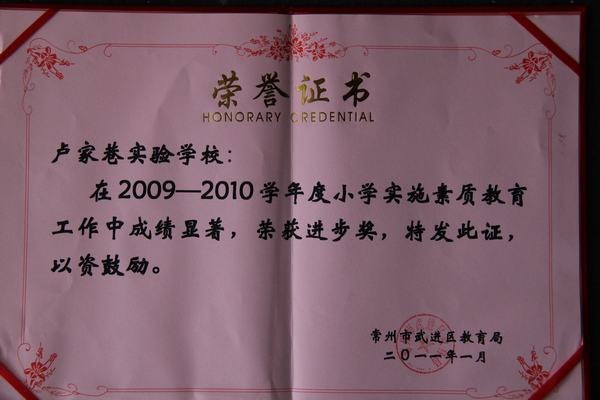 荣誉证书
HONORARY CREDENTIAL
卢家巷实验学校：
在2009—2010学年度小学实施素质教育
工作中成绩显著，荣获进步奖，特发此证，
以资鼓励。
常州市武进区教育局
二〇一一年一月